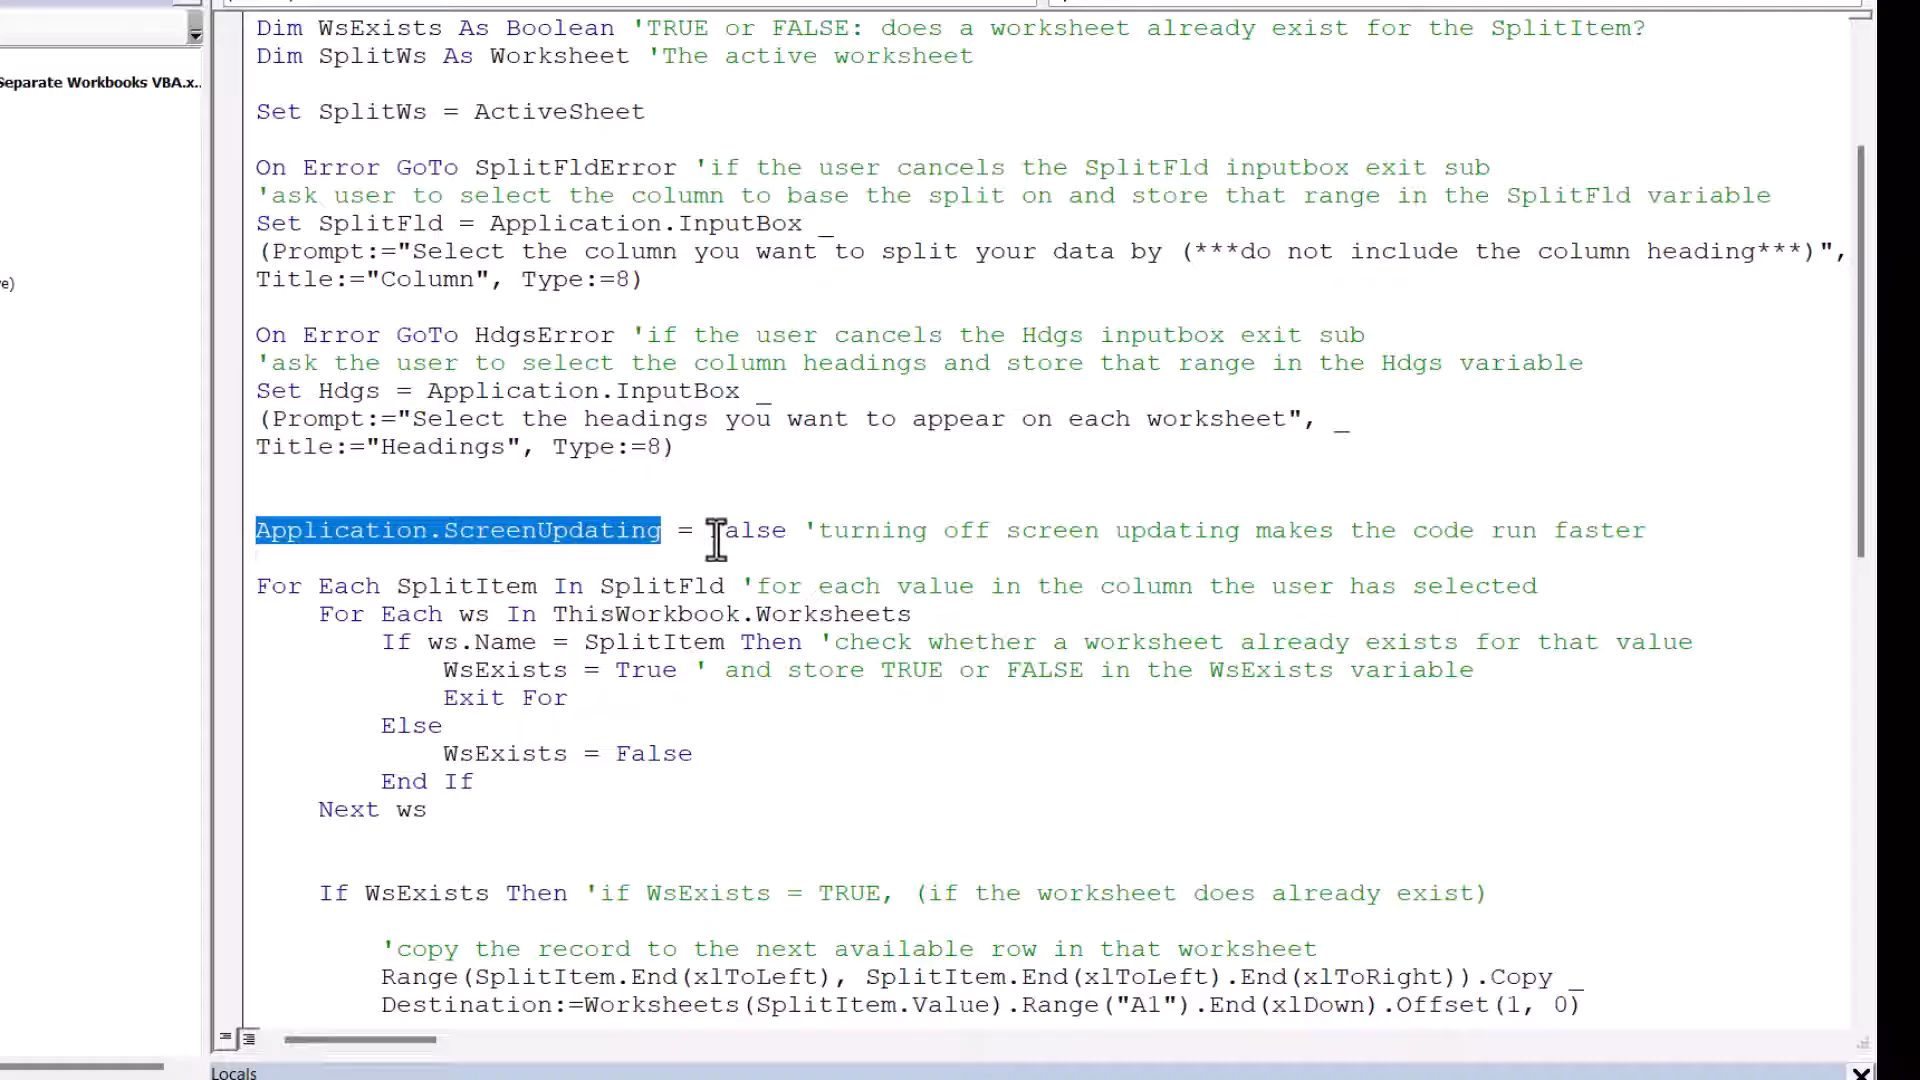 Dim WsExists As Boolean 'TRUE or FALSE: does a worksheet already exist for the SplitItem?
Dim SplitWs As Worksheet 'The active worksheet
Separate Workbooks VBA.x..
Set SplitWs = ActiveSheet
On Error GoTo SplitFldError 'if the user cancels the SplitFld inputbox exit sub
'ask user to select the column to base the split on and store that range in the SplitFld variable
Set SplitFld = Application.InputBox _
(Prompt:="Select the column you want to split your data by (***do not include the column heading***)",
e)
Title:="Column", Type:=8)
On Error GoTo HdgsError 'if the user cancels the Hdgs inputbox exit sub
'ask the user to select the column headings and store that range in the Hdgs variable
Set Hdgs = Application.InputBox _
(Prompt:="Select the headings you want to appear on each worksheet", _
Title:="Headings", Type:=8)
Application.ScreenUpdating = False 'turning off screen updating makes the code run faster
For Each SplitItem In SplitFld 'for each value in the column the user has selected
For Each ws In ThisWorkbook.Worksheets
If ws.Name = SplitItem Then 'check whether a worksheet already exists for that value
WsExists = True ' and store TRUE or FALSE in the WsExists variable
Exit For
Else
WsExists = False
End If
Next ws
If WsExists Then 'if WsExists = TRUE, (if the worksheet does already exist)
'copy the record to the next available row in that worksheet
Range(SplitItem.End(xlToLeft), SplitItem.End(xlToLeft).End(xlToRight)).Copy _
Destination:=Worksheets(SplitItem.Value).Range("A1").End(xlDown).Offset(1, 0)
Locals